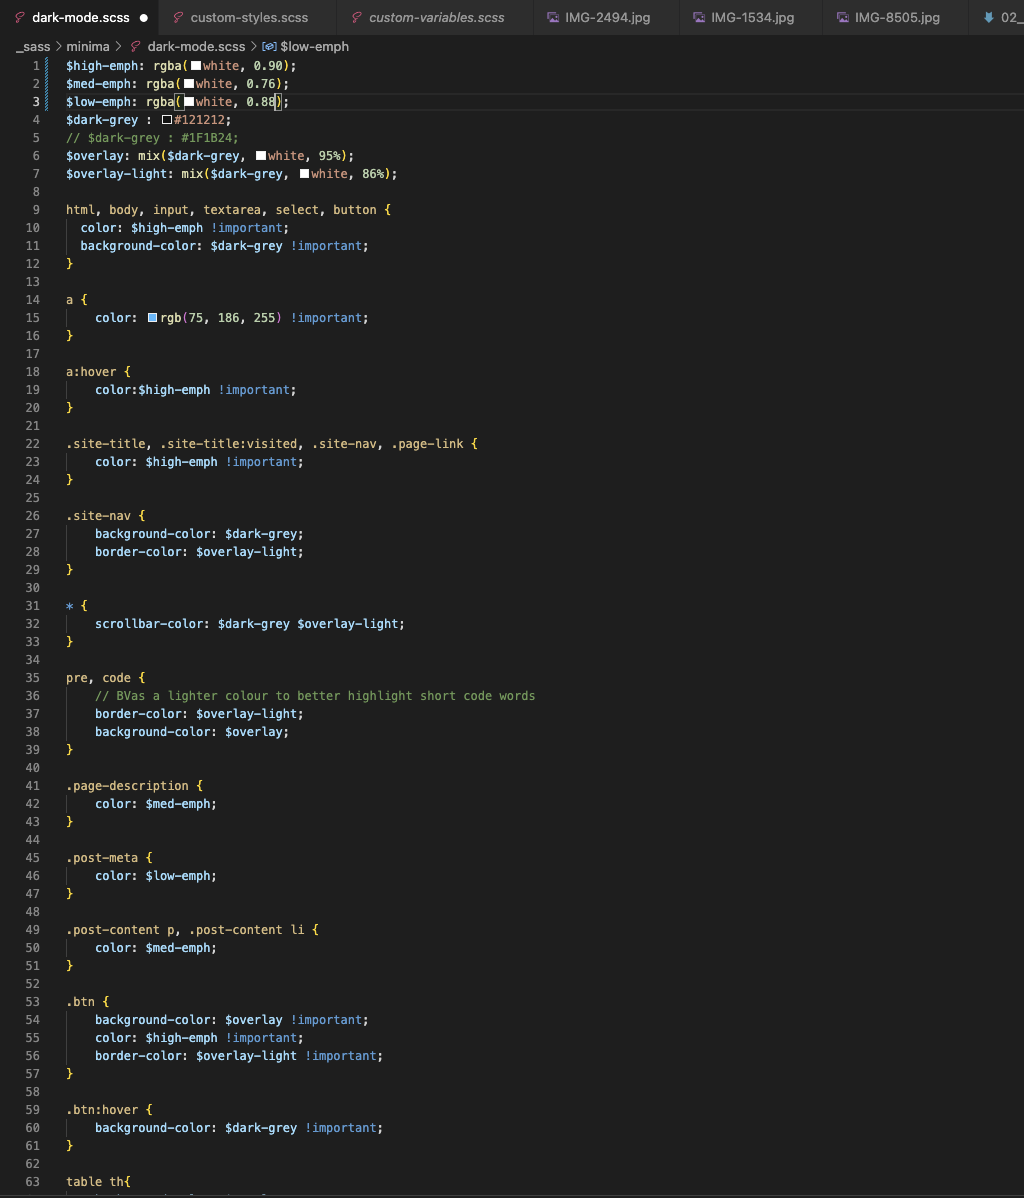 dark-mode.scss custom-styles.scss custom-variables.scss IMG-2494.jpg IMG-1534.jpg IMG-8505.jpg 02_
_sass > minima > dark-mode.scss > $low-emph
1 $high-emph: rgba(white, 0.90);
2 $med-emph: rgba(white, 0.76);
3 $low-emph: rgba(white, 0.88);
4 $dark-grey : #121212;
5 // $dark-grey : #1F1B24;
6 $overlay: mix($dark-grey, white, 95%);
7 $overlay-light: mix($dark-grey, white, 86%);
8
9 html, body, input, textarea, select, button {
10 color: $high-emph !important;
11 background-color: $dark-grey !important;
12 }
13
14 a {
15 color: rgb(75, 186, 255) !important;
16 }
17
18 a:hover {
19 color:$high-emph !important;
20 }
21
22 .site-title, .site-title:visited, .site-nav, .page-link {
23 color: $high-emph !important;
24 }
25
26 .site-nav {
27 background-color: $dark-grey;
28 border-color: $overlay-light;
29 }
30
31 * {
32 scrollbar-color: $dark-grey $overlay-light;
33 }
34
35 pre, code {
36 // BVas a lighter colour to better highlight short code words
37 border-color: $overlay-light;
38 background-color: $overlay;
39 }
40
41 .page-description {
42 color: $med-emph;
43 }
44
45 .post-meta {
46 color: $low-emph;
47 }
48
49 .post-content p, .post-content li {
50 color: $med-emph;
51 }
52
53 .btn {
54 background-color: $overlay !important;
55 color: $high-emph !important;
56 border-color: $overlay-light !important;
57 }
58
59 .btn:hover {
60 background-color: $dark-grey !important;
61 }
62
63 table th{